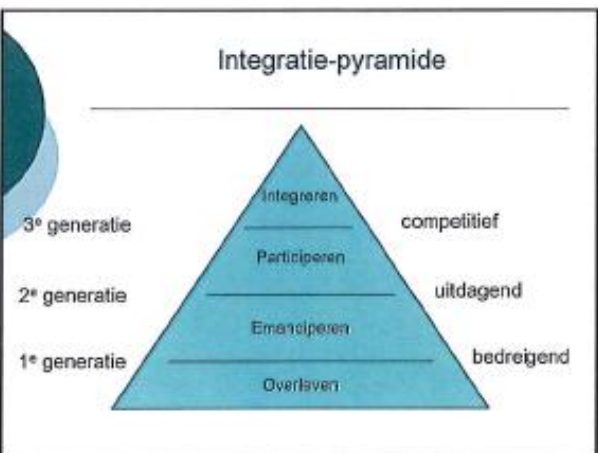 Integratie-pyramide
Integreren
3e generatie
competitief
Participeren
2e generatie
uitdagend
Emanciperen
1e generatie
bedreigend
Overleven